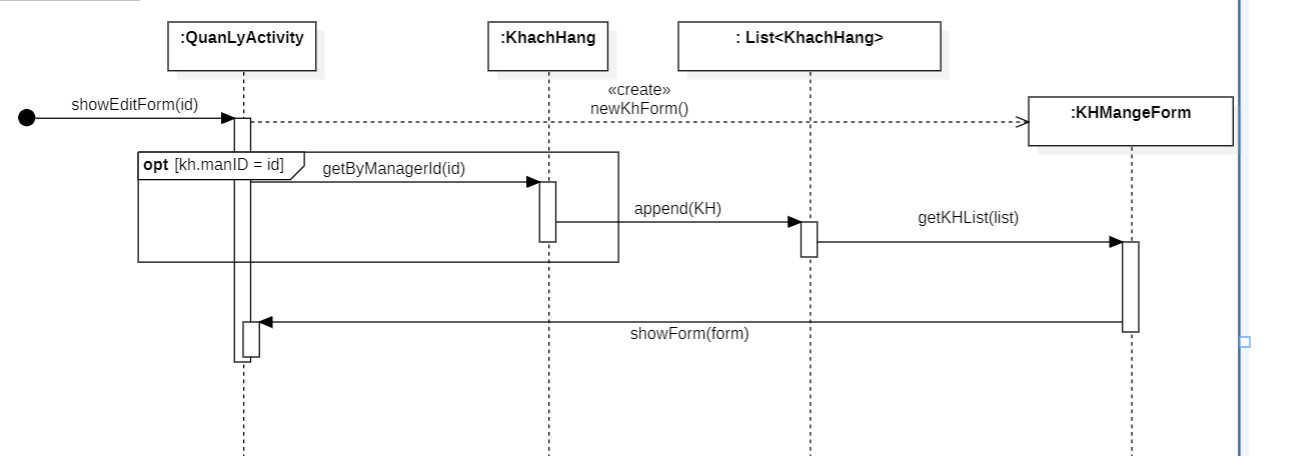 :QuanLyActivity
:KhachHang
: List<KhachHang>
«create»
newKhForm()
showEditForm(id)
:KHMangeForm
opt [kh.manID = id]
getByManagerId(id)
append(KH)
getKHList(list)
showForm(form)